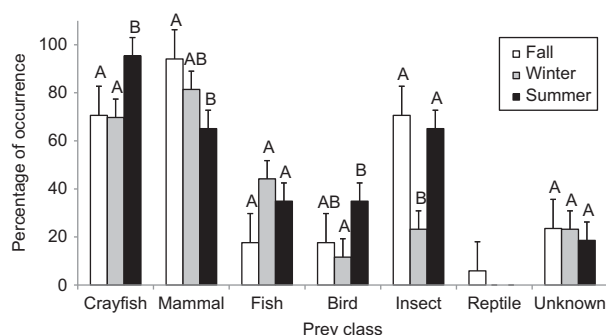 Percentage of occurrence
100
80
60
40
20
0
A A B
A AB B
A A A
AB A B
A B A
A A A
Fall
Winter
Summer
Crayfish Mammal Fish Bird Insect Reptile Unknown
Prey class